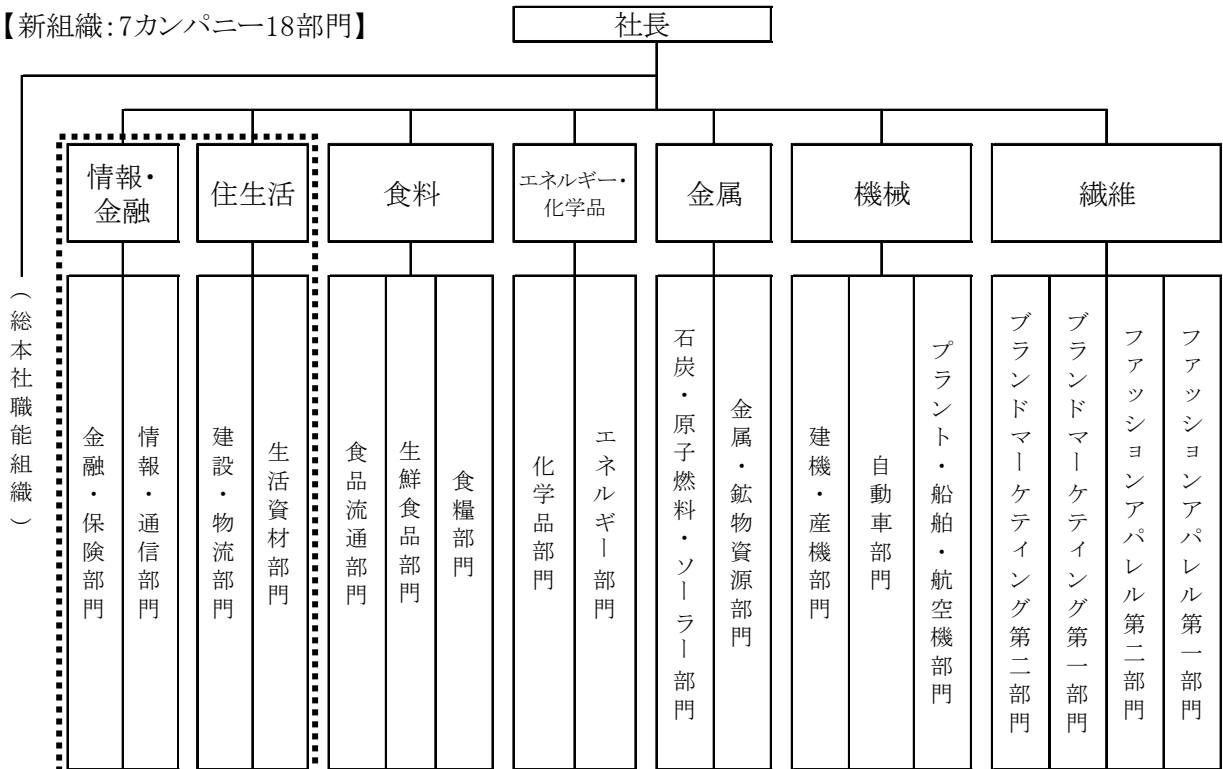 【新組織:7カンパニー18部門】
社長
情報・
金融
住生活
食料
エネルギー・
化学品
金属
機械
繊維
（総本社職能組織）
金融・保険部門
情報・通信部門
建設・物流部門
生活資材部門
食品流通部門
生鮮食品部門
食糧部門
化学品部門
エネルギー部門
石炭・原子燃料・ソーラー部門
金属・鉱物資源部門
建機・産機部門
自動車部門
プラント・船舶・航空機部門
ブランドマーケティング第二部門
ブランドマーケティング第一部門
ファッションアパレル第二部門
ファッションアパレル第一部門